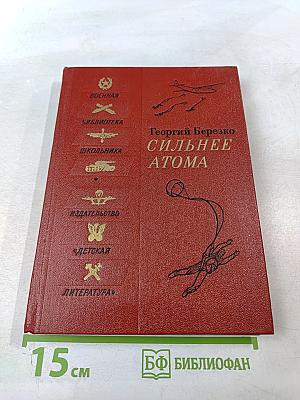 ВОЕННАЯ
БИБЛИОТЕКА
ШКОЛЬНИКА
ИЗДАТЕЛЬСТВО
«ДЕТСКАЯ
ЛИТЕРАТУРА»
Георгий Березко
СИЛЬНЕЕ
АТОМА
15 см
БФ БИБЛИОФАН